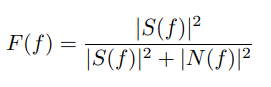 F(f) = |S(f)|² / (|S(f)|² + |N(f)|²)